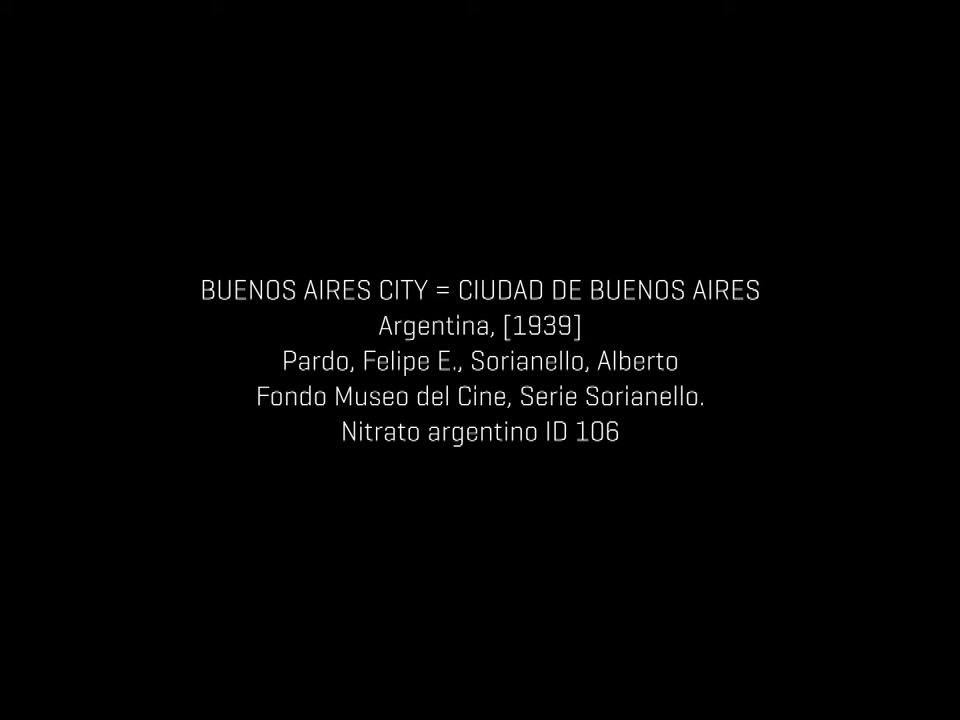 BUENOS AIRES CITY = CIUDAD DE BUENOS AIRES
Argentina, [1939]
Pardo, Felipe E., Sorianello, Alberto
Fondo Museo del Cine, Serie Sorianello.
Nitrato argentino ID 106